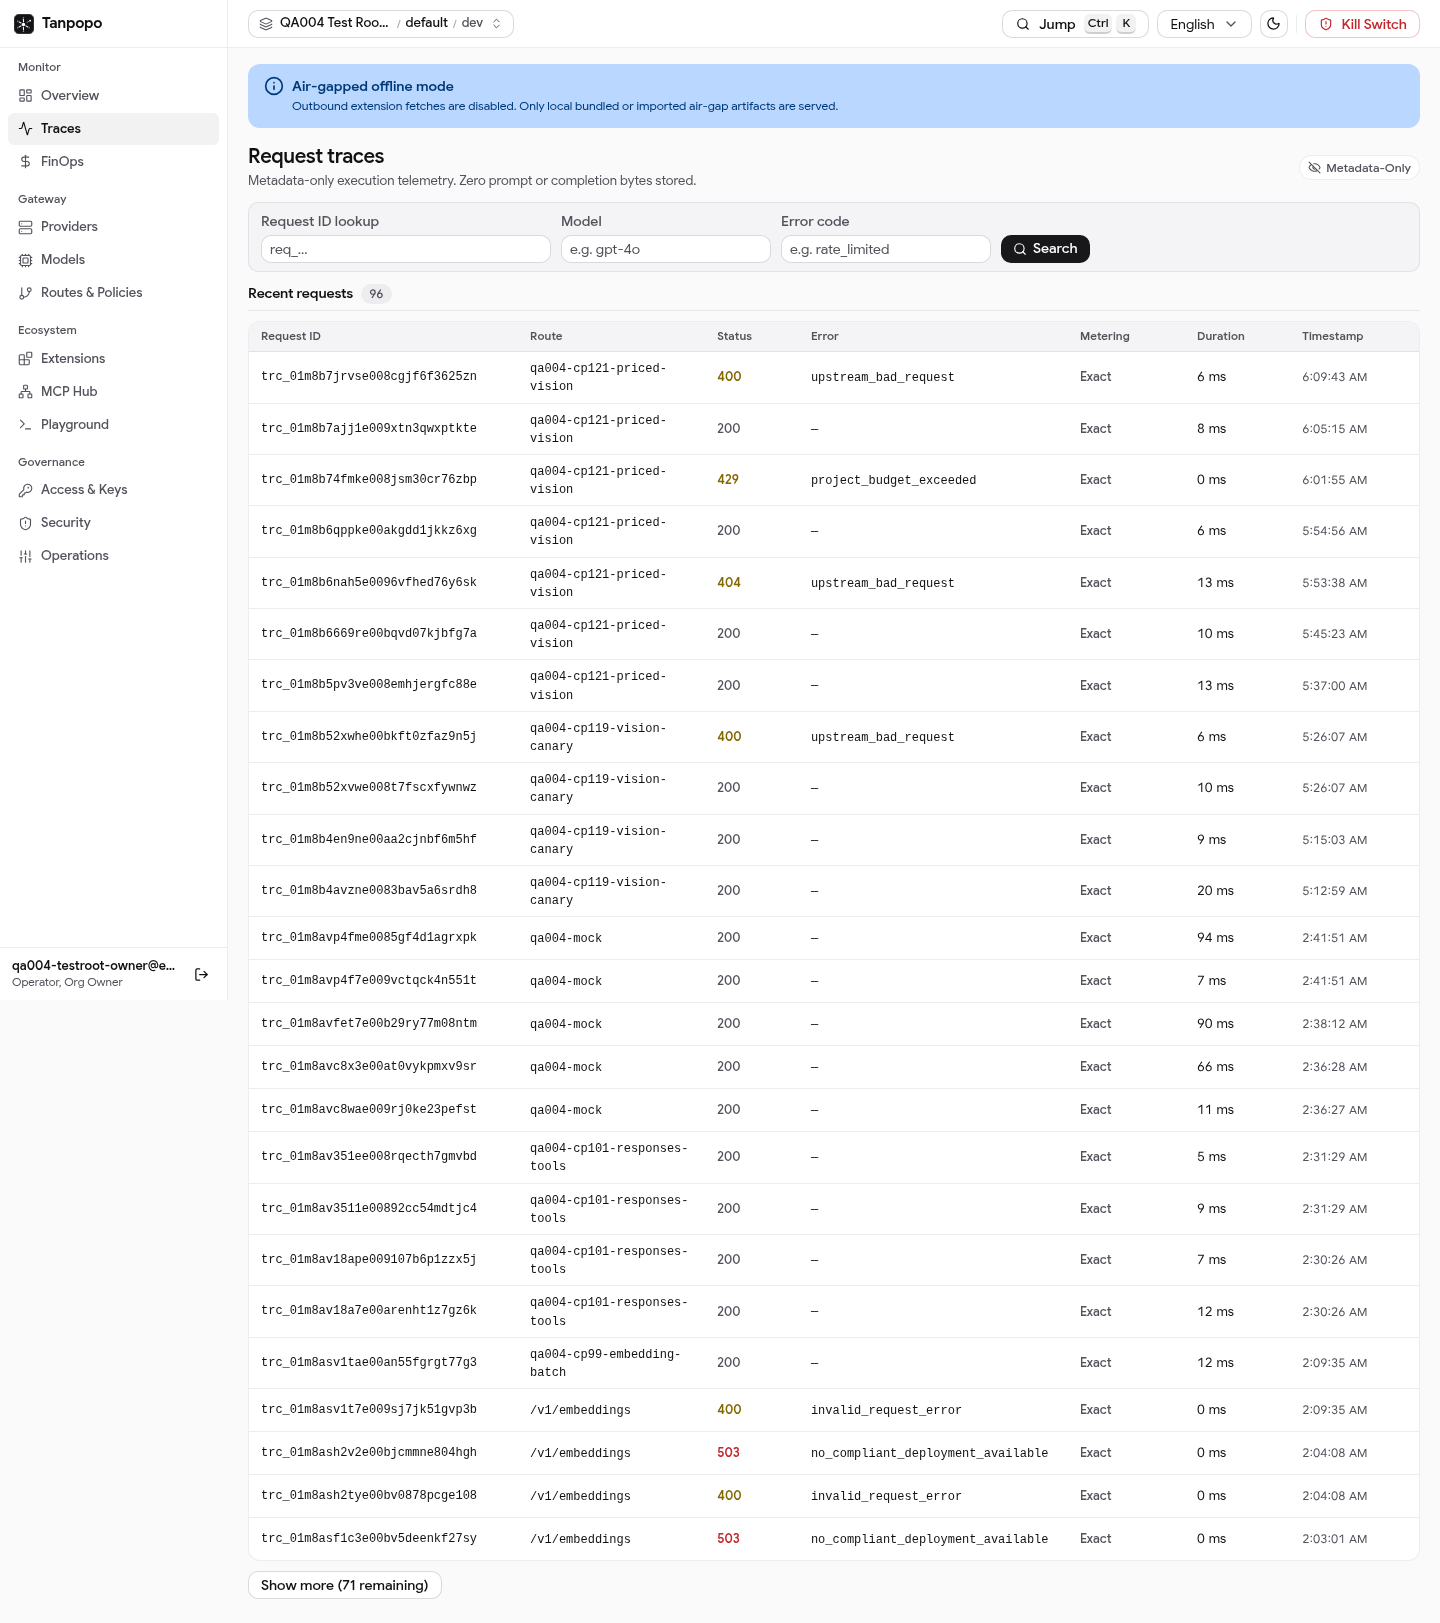 Tanpopo
QA004 Test Roo... / default / dev
Jump Ctrl K
English
Kill Switch
Monitor
Overview
Traces
FinOps
Gateway
Providers
Models
Routes & Policies
Ecosystem
Extensions
MCP Hub
Playground
Governance
Access & Keys
Security
Operations
qa004-testroot-owner@e...
Operator, Org Owner
Air-gapped offline mode
Outbound extension fetches are disabled. Only local bundled or imported air-gap artifacts are served.
Request traces
Metadata-only execution telemetry. Zero prompt or completion bytes stored.
Metadata-Only
Request ID lookup Model Error code
req_... e.g. gpt-4o e.g. rate_limited Search
Recent requests 96
Request ID Route Status Error Metering Duration Timestamp
trc_01m8b7jrvse008cgjf6f3625zn qa004-cp121-priced-vision 400 upstream_bad_request Exact 6 ms 6:09:43 AM
trc_01m8b7ajj1e009xtn3qwxptkte qa004-cp121-priced-vision 200 – Exact 8 ms 6:05:15 AM
trc_01m8b74fmke008jsm30cr76zbp qa004-cp121-priced-vision 429 project_budget_exceeded Exact 0 ms 6:01:55 AM
trc_01m8b6qppke00akgdd1jkkz6xg qa004-cp121-priced-vision 200 – Exact 6 ms 5:54:56 AM
trc_01m8b6nah5e0096vfhed76y6sk qa004-cp121-priced-vision 404 upstream_bad_request Exact 13 ms 5:53:38 AM
trc_01m8b6669re00bqvd07kjbfg7a qa004-cp121-priced-vision 200 – Exact 10 ms 5:45:23 AM
trc_01m8b5pv3ve008emhjergfc88e qa004-cp121-priced-vision 200 – Exact 13 ms 5:37:00 AM
trc_01m8b52xwhe00bkft0zfaz9n5j qa004-cp119-vision-canary 400 upstream_bad_request Exact 6 ms 5:26:07 AM
trc_01m8b52xvwe008t7fscxfywnwz qa004-cp119-vision-canary 200 – Exact 10 ms 5:26:07 AM
trc_01m8b4en9ne00aa2cjnbf6m5hf qa004-cp119-vision-canary 200 – Exact 9 ms 5:15:03 AM
trc_01m8b4avzne0083bav5a6srdh8 qa004-cp119-vision-canary 200 – Exact 20 ms 5:12:59 AM
trc_01m8avp4fme0085gf4d1agrxpk qa004-mock 200 – Exact 94 ms 2:41:51 AM
trc_01m8avp4f7e009vctqck4n551t qa004-mock 200 – Exact 7 ms 2:41:51 AM
trc_01m8avfet7e00b29ry77m08ntm qa004-mock 200 – Exact 90 ms 2:38:12 AM
trc_01m8avc8x3e00at0vykpmxv9sr qa004-mock 200 – Exact 66 ms 2:36:28 AM
trc_01m8avc8wae009rj0ke23pefst qa004-mock 200 – Exact 11 ms 2:36:27 AM
trc_01m8av351ee008rqecth7gmvbd qa004-cp101-responses-tools 200 – Exact 5 ms 2:31:29 AM
trc_01m8av3511e00892cc54mdtjc4 qa004-cp101-responses-tools 200 – Exact 9 ms 2:31:29 AM
trc_01m8av18ape009107b6p1zzx5j qa004-cp101-responses-tools 200 – Exact 7 ms 2:30:26 AM
trc_01m8av18a7e00arenht1z7gz6k qa004-cp101-responses-tools 200 – Exact 12 ms 2:30:26 AM
trc_01m8asv1tae00an55fgrgt77g3 qa004-cp99-embedding-batch 200 – Exact 12 ms 2:09:35 AM
trc_01m8asv1t7e009sj7jk51gvp3b /v1/embeddings 400 invalid_request_error Exact 0 ms 2:09:35 AM
trc_01m8ash2v2e00bjcmmne804hgh /v1/embeddings 503 no_compliant_deployment_available Exact 0 ms 2:04:08 AM
trc_01m8ash2tye00bv0878pcge108 /v1/embeddings 400 invalid_request_error Exact 0 ms 2:04:08 AM
trc_01m8asf1c3e00bv5deenkf27sy /v1/embeddings 503 no_compliant_deployment_available Exact 0 ms 2:03:01 AM
Show more (71 remaining)